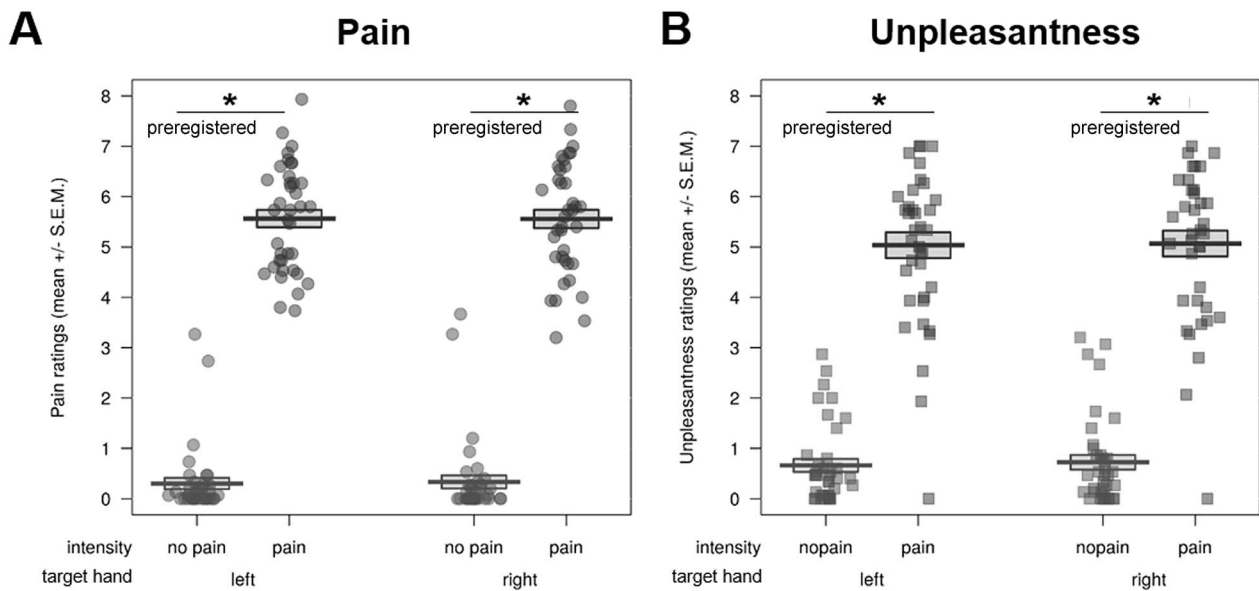 A
Pain
B
Unpleasantness
Pain ratings (mean +/- S.E.M.)
8
7
6
5
4
3
2
1
0
*
preregistered
*
preregistered
intensity no pain pain no pain pain
target hand left right
Unpleasantness ratings (mean +/- S.E.M.)
8
7
6
5
4
3
2
1
0
*
preregistered
*
preregistered
intensity nopain pain nopain pain
target hand left right